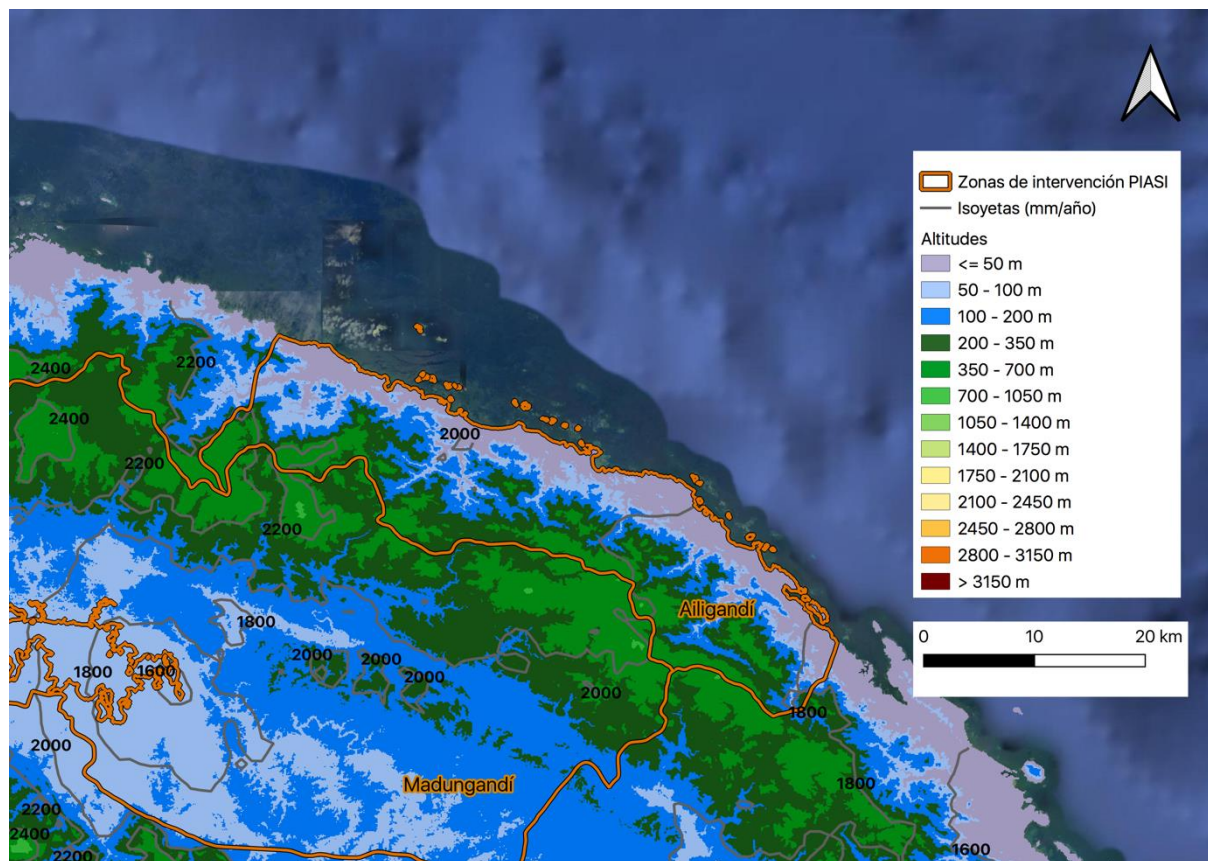 Zonas de intervención PIASI
Isoyetas (mm/año)
Altitudes
<= 50 m
50 - 100 m
100 - 200 m
200 - 350 m
350 - 700 m
700 - 1050 m
1050 - 1400 m
1400 - 1750 m
1750 - 2100 m
2100 - 2450 m
2450 - 2800 m
2800 - 3150 m
> 3150 m
0 10 20 km
2200
2400
2400
2000
2200
2200
Ailigandí
1800
2000
2000
1800
1600
2000
2000
1800
2000
1800
Madungandí
2200
2400
1600
2200